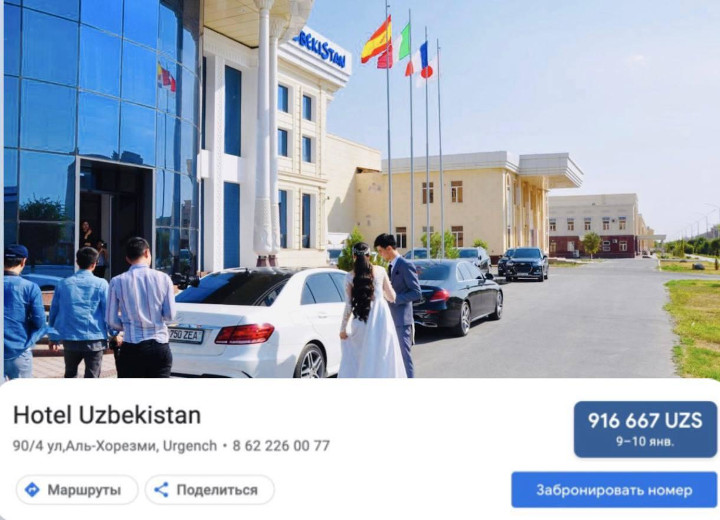 BEKISTAN
750 ZEA
Hotel Uzbekistan
90/4 ул,Аль-Хорезми, Urgench • 8 62 226 00 77
916 667 UZS
9–10 янв.
Маршруты
Поделиться
Забронировать номер